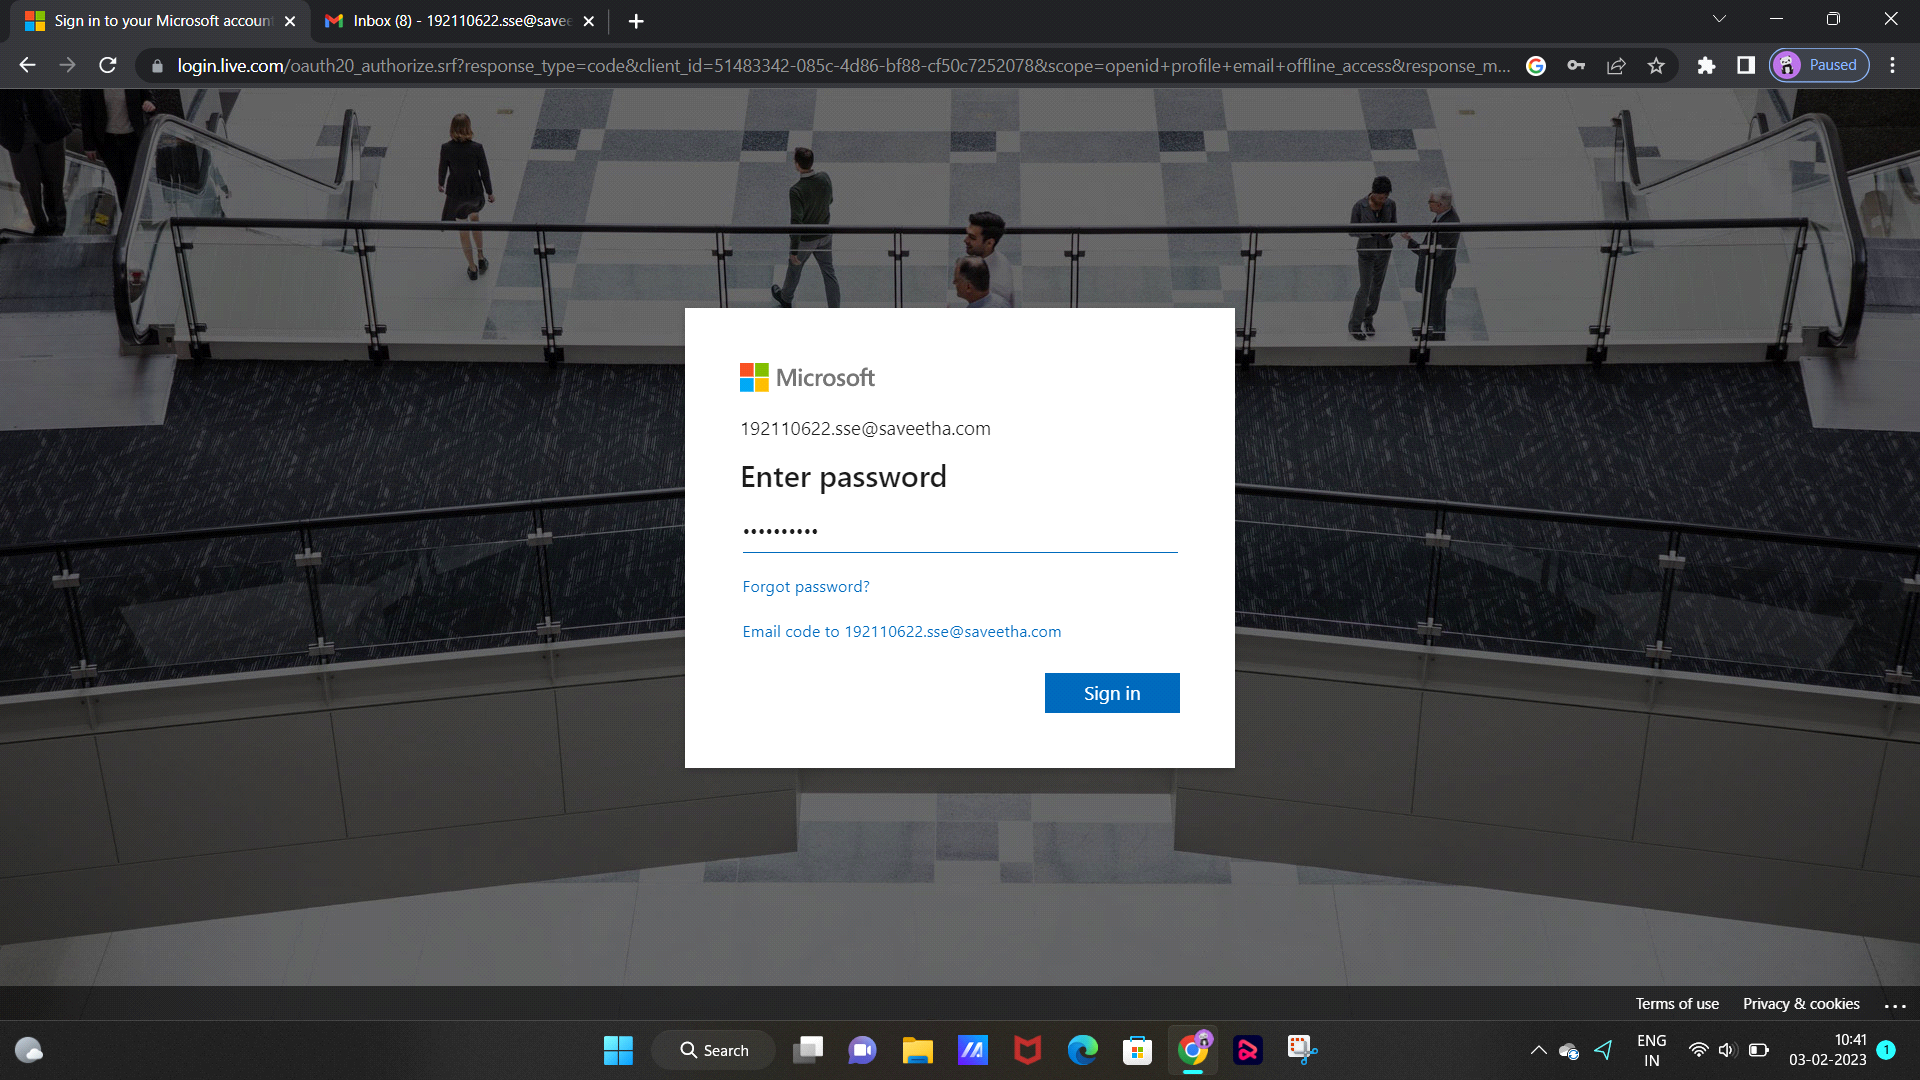 Sign in to your Microsoft accoun
Inbox (8) - 192110622.sse@savee
login.live.com/oauth20_authorize.srf?response_type=code&client_id=51483342-085c-4d86-bf88-cf50c7252078&scope=openid+profile+email+offline_access&response_m...
Paused
Microsoft
192110622.sse@saveetha.com
Enter password
••••••••••
Forgot password?
Email code to 192110622.sse@saveetha.com
Sign in
Terms of use
Privacy & cookies
...
Search
ENG
IN
10:41
03-02-2023
1